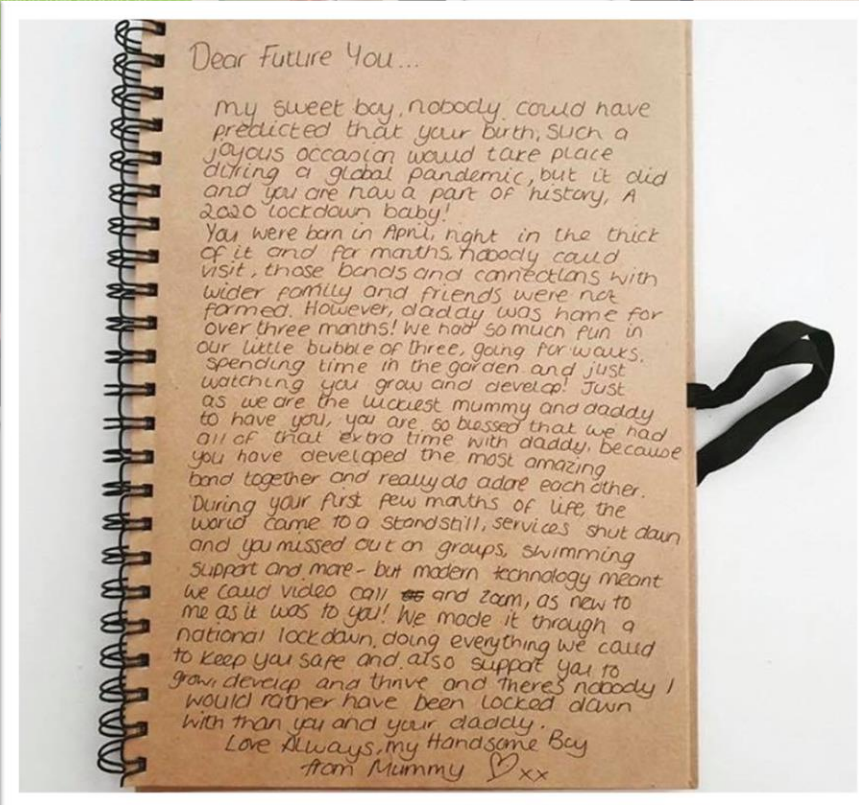 Dear Future You...
my sweet boy, nobody could have
predicted that your birth, such a
joyous occasion would take place
during a global pandemic, but it did
and you are now a part of history, A
2020 lockdown baby!
You were born in April, right in the thick
of it and for months, nobody could
visit, those bonds and connections with
wider family and friends were not
formed. However, daddy was home for
over three months! We had so much fun in
our little bubble of three, going for walks,
spending time in the garden and just
watching you grow and develop! Just
as we are the luckiest mummy and daddy
to have you, you are so blessed that we had
all of that extra time with daddy, because
you have developed the most amazing
bond together and really do adore each other.
During your first few months of life, the
world came to a standstill, services shut down
and you missed out on groups, swimming
support and more - but modern technology meant
we could video call and zoom, as new to
me as it was to you! We made it through a
national lockdown, doing everything we could
to keep you safe and also support you to
grow, develop and thrive and theres nobody I
would rather have been locked down
with than you and your daddy.
Love Always, my Handsome Boy
from Mummy ♡xx